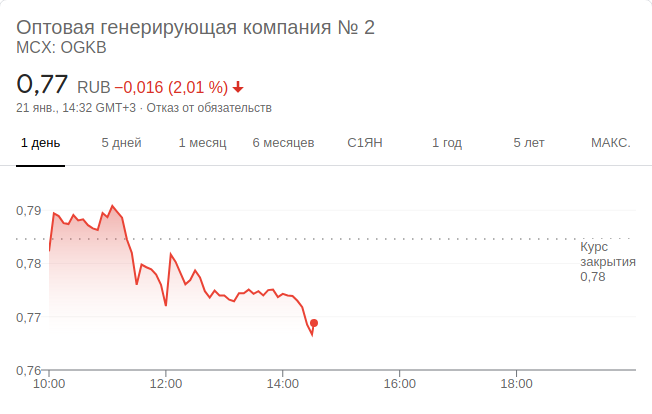 Оптовая генерирующая компания № 2
MCX: OGKB
0,77 RUB −0,016 (2,01 %)
21 янв., 14:32 GMT+3 · Отказ от обязательств
1 день 5 дней 1 месяц 6 месяцев С1ЯН 1 год 5 лет МАКС.
0,79
Курс
закрытия
0,78
0,78
0,77
0,76
10:00 12:00 14:00 16:00 18:00